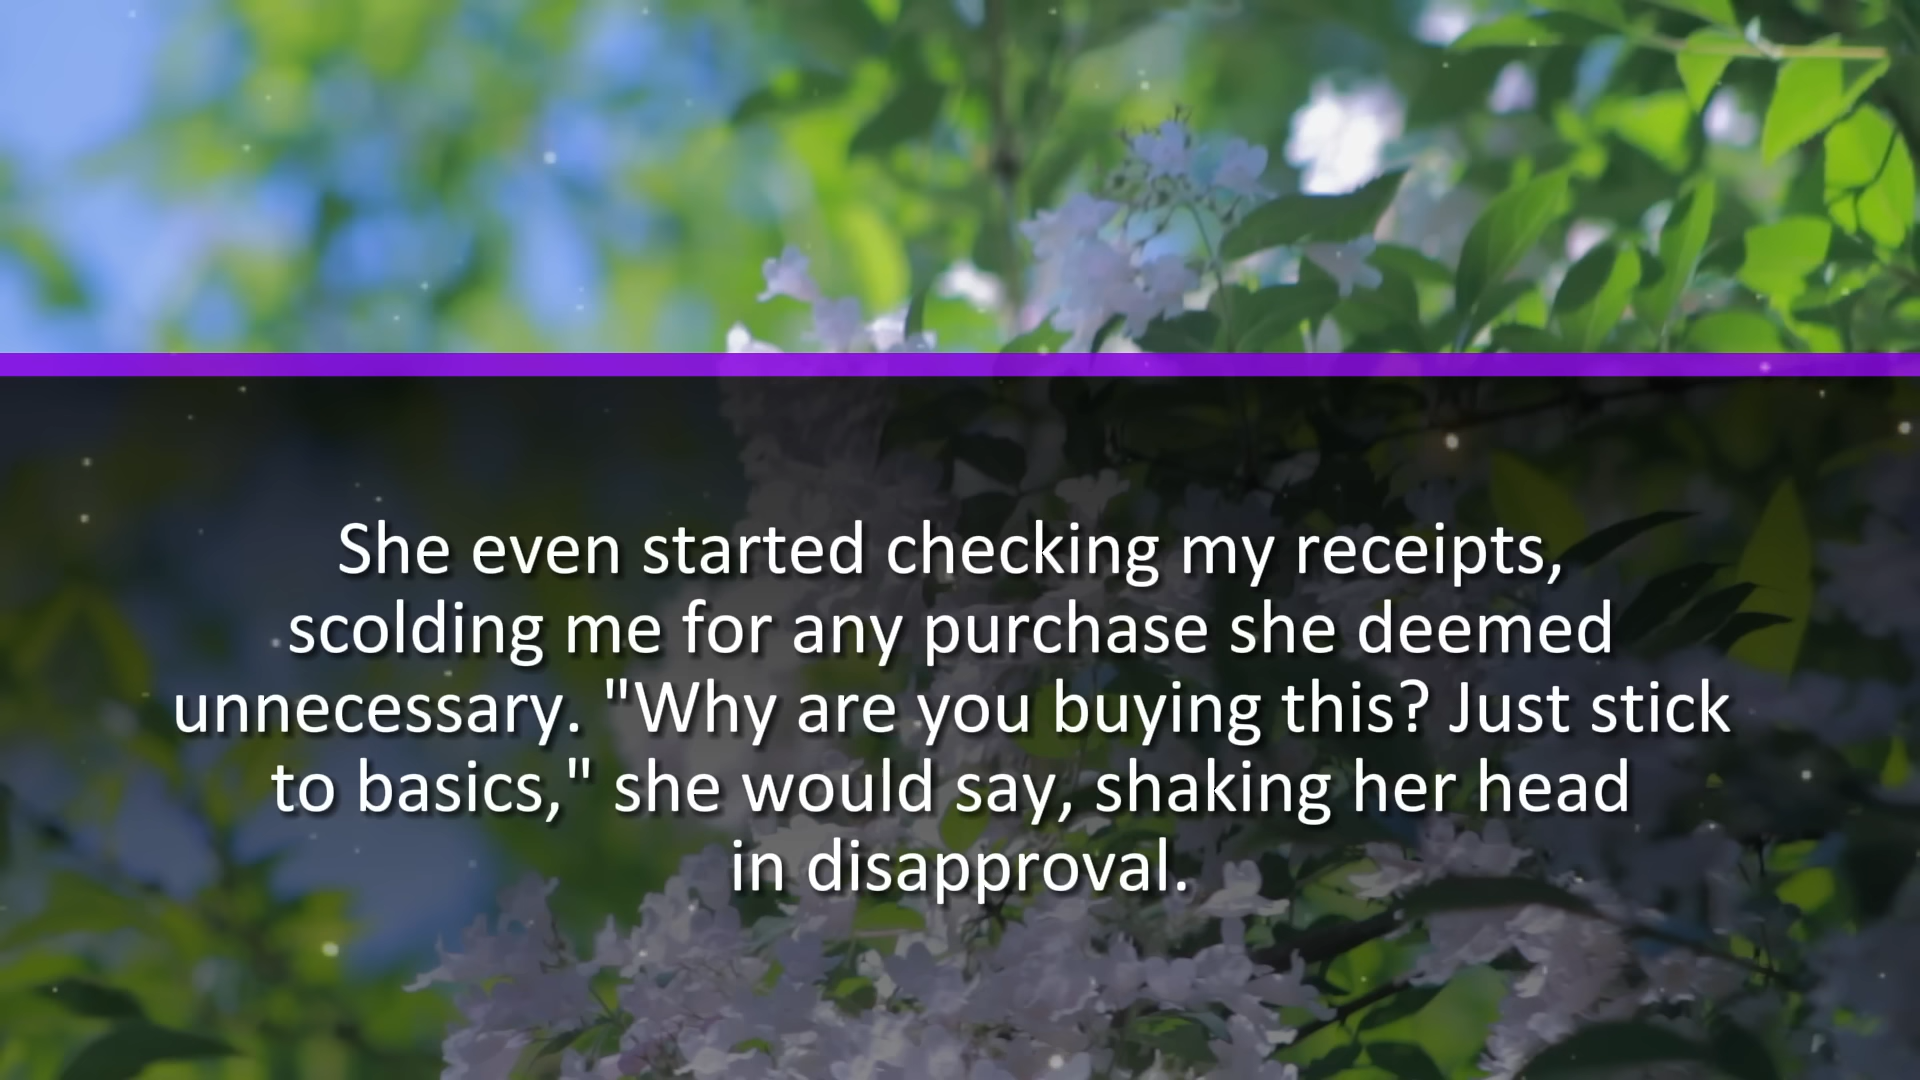 She even started checking my receipts,
scolding me for any purchase she deemed
unnecessary. "Why are you buying this? Just stick
to basics," she would say, shaking her head
in disapproval.